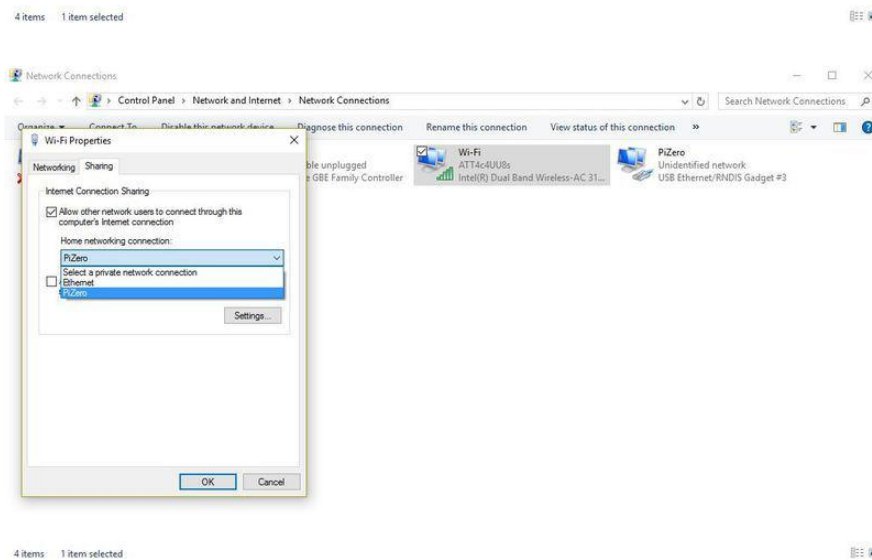 4 items 1 item selected
Network Connections
Control Panel > Network and Internet > Network Connections
Search Network Connections
Organize Connect To Disable this network device Diagnose this connection Rename this connection View status of this connection »
Wi-Fi Properties
Networking Sharing
Internet Connection Sharing
Allow other network users to connect through this
computer's Internet connection
Home networking connection:
PiZero
Select a private network connection
Ethernet
PiZero
Settings...
OK Cancel
ble unplugged
GBE Family Controller
Wi-Fi
ATT4c4UU8s
Intel(R) Dual Band Wireless-AC 31...
PiZero
Unidentified network
USB Ethernet/RNDIS Gadget #3
4 items 1 item selected